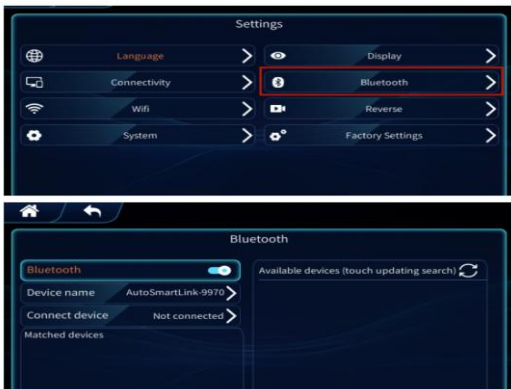 Settings
Language
Display
Connectivity
Bluetooth
Wifi
Reverse
System
Factory Settings
Bluetooth
Bluetooth
Available devices (touch updating search)
Device name AutoSmartLink-9970
Connect device Not connected
Matched devices